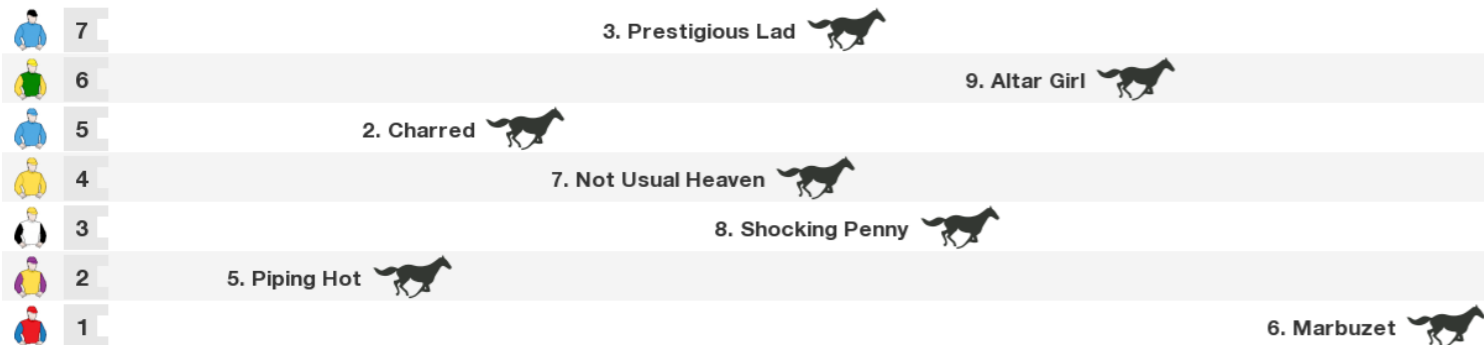 7 3. Prestigious Lad
6 9. Altar Girl
5 2. Charred
4 7. Not Usual Heaven
3 8. Shocking Penny
2 5. Piping Hot
1 6. Marbuzet